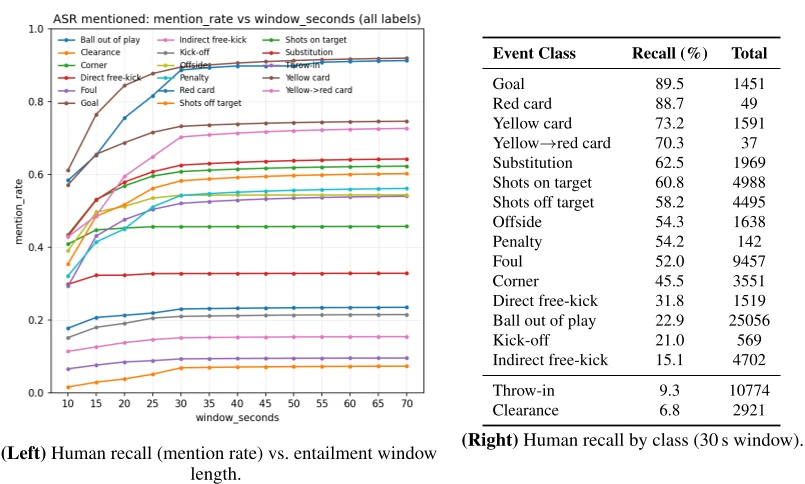 ASR mentioned: mention_rate vs window_seconds (all labels)
Ball out of play
Clearance
Corner
Direct free-kick
Foul
Goal
Indirect free-kick
Kick-off
Offside
Penalty
Red card
Shots off target
Shots on target
Substitution
Throw-in
Yellow card
Yellow->red card
mention_rate
1.0
0.8
0.6
0.4
0.2
0.0
10 15 20 25 30 35 40 45 50 55 60 65 70
window_seconds
(Left) Human recall (mention rate) vs. entailment window
length.
Event Class Recall (%) Total
Goal 89.5 1451
Red card 88.7 49
Yellow card 73.2 1591
Yellow→red card 70.3 37
Substitution 62.5 1969
Shots on target 60.8 4988
Shots off target 58.2 4495
Offside 54.3 1638
Penalty 54.2 142
Foul 52.0 9457
Corner 45.5 3551
Direct free-kick 31.8 1519
Ball out of play 22.9 25056
Kick-off 21.0 569
Indirect free-kick 15.1 4702
Throw-in 9.3 10774
Clearance 6.8 2921
(Right) Human recall by class (30 s window).